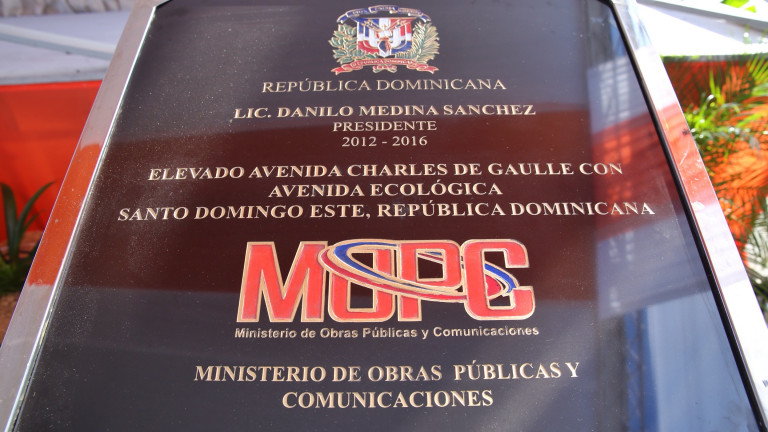 REPÚBLICA DOMINICANA
LIC. DANILO MEDINA SANCHEZ
PRESIDENTE
2012 - 2016
ELEVADO AVENIDA CHARLES DE GAULLE CON
AVENIDA ECOLÓGICA
SANTO DOMINGO ESTE, REPÚBLICA DOMINICANA
MOPC
Ministerio de Obras Públicas y Comunicaciones
MINISTERIO DE OBRAS PÚBLICAS Y
COMUNICACIONES